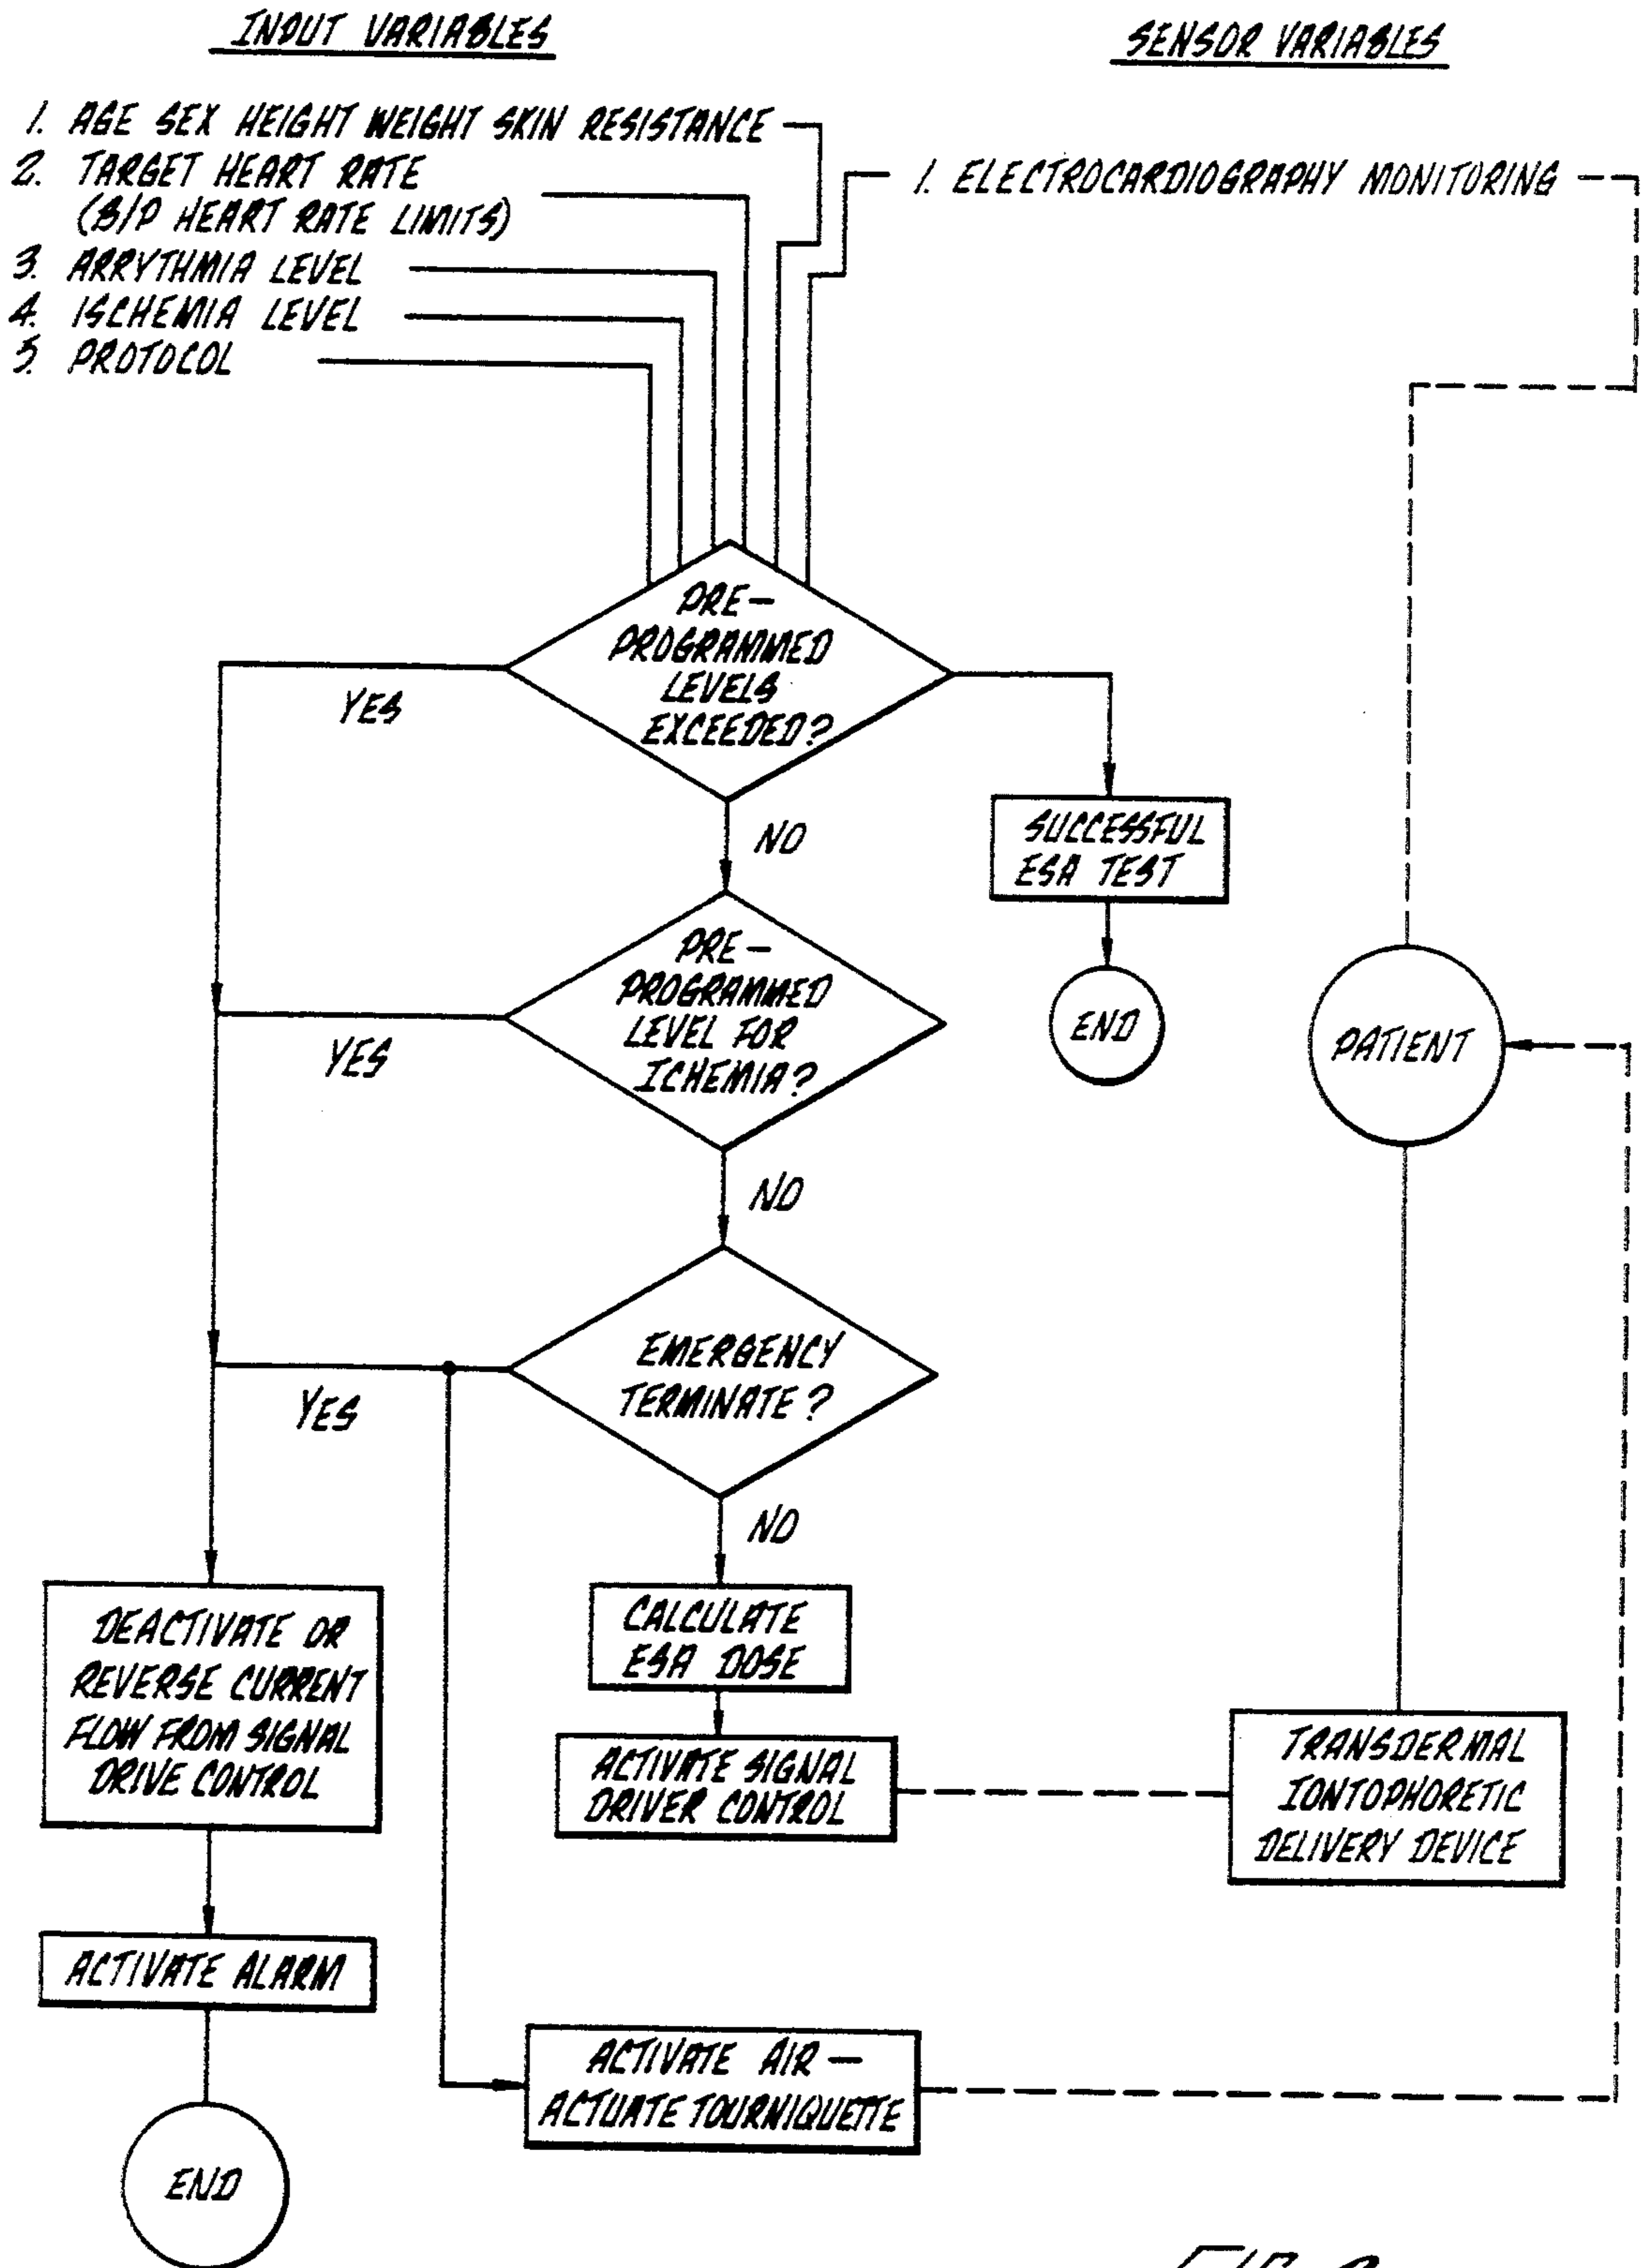 INPUT VARIABLES
SENSOR VARIABLES
1. AGE SEX HEIGHT WEIGHT SKIN RESISTANCE
2. TARGET HEART RATE
(B/P HEART RATE LIMITS)
3. ARRYTHMIA LEVEL
4. ISCHEMIA LEVEL
5. PROTOCOL
1. ELECTROCARDIOGRAPHY MONITORING
PRE-
PROGRAMMED
LEVELS
EXCEEDED?
YES
NO
SUCCESSFUL
ESA TEST
END
PRE-
PROGRAMMED
LEVEL FOR
ICHEMIA?
YES
NO
PATIENT
EMERGENCY
TERMINATE?
YES
NO
DEACTIVATE OR
REVERSE CURRENT
FLOW FROM SIGNAL
DRIVE CONTROL
CALCULATE
ESA DOSE
ACTIVATE SIGNAL
DRIVER CONTROL
TRANSDERMAL
IONTOPHORETIC
DELIVERY DEVICE
ACTIVATE ALARM
ACTIVATE AIR-
ACTUATE TOURNIQUETTE
END